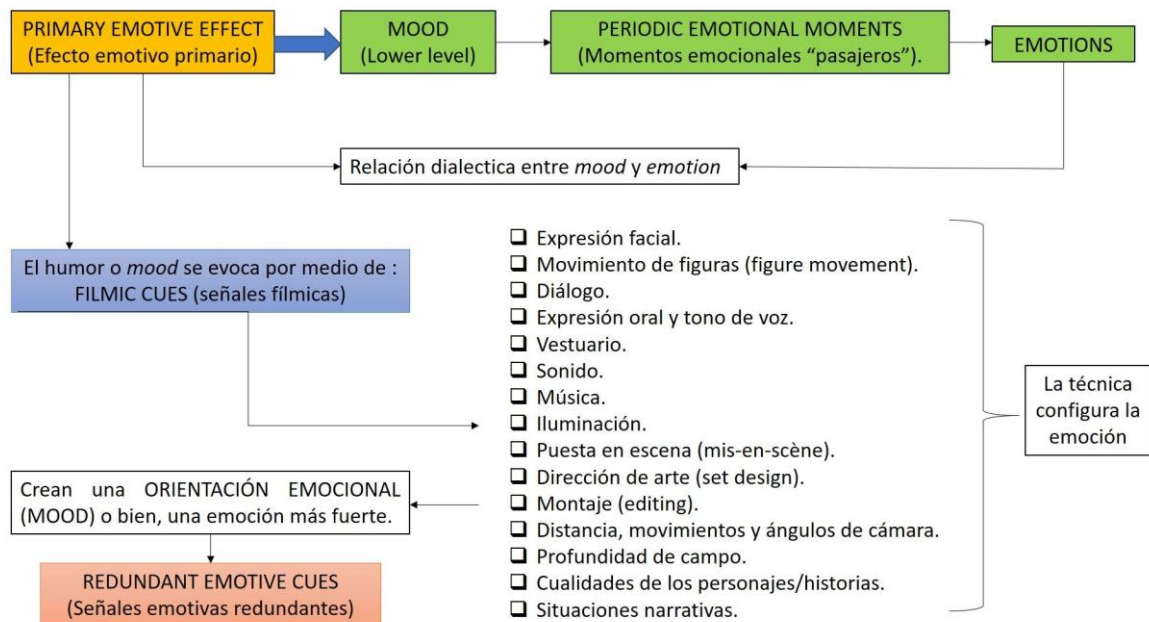 PRIMARY EMOTIVE EFFECT
(Efecto emotivo primario)
MOOD
(Lower level)
PERIODIC EMOTIONAL MOMENTS
(Momentos emocionales “pasajeros”).
EMOTIONS
Relación dialectica entre mood y emotion
El humor o mood se evoca por medio de :
FILMIC CUES (señales fílmicas)
Expresión facial.
Movimiento de figuras (figure movement).
Diálogo.
Expresión oral y tono de voz.
Vestuario.
Sonido.
Música.
Iluminación.
Puesta en escena (mis-en-scène).
Dirección de arte (set design).
Montaje (editing).
Distancia, movimientos y ángulos de cámara.
Profundidad de campo.
Cualidades de los personajes/historias.
Situaciones narrativas.
La técnica
configura la
emoción
Crean una ORIENTACIÓN EMOCIONAL
(MOOD) o bien, una emoción más fuerte.
REDUNDANT EMOTIVE CUES
(Señales emotivas redundantes)